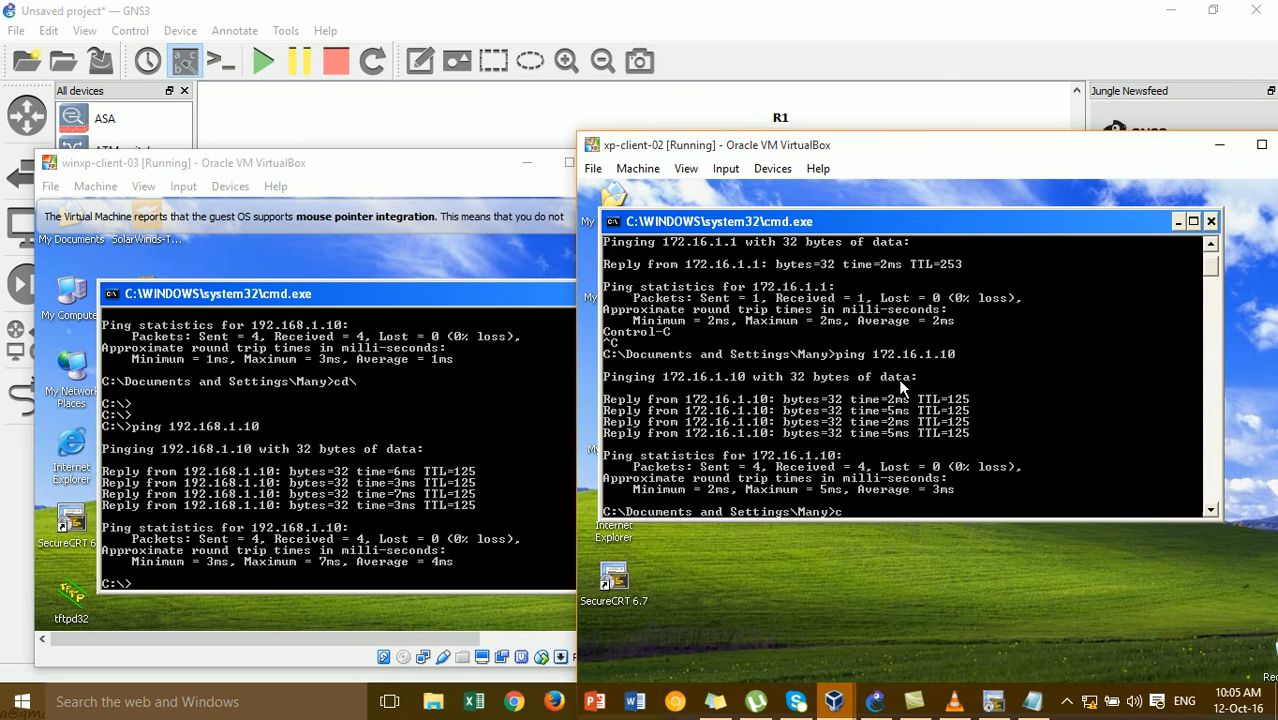 Unsaved project* — GNS3
File Edit View Control Device Annotate Tools Help
All devices
Jungle Newsfeed
ASA
R1
winxp-client-03 [Running] - Oracle VM VirtualBox
File Machine View Input Devices Help
The Virtual Machine reports that the guest OS supports mouse pointer integration. This means that you do not
My Documents SolarWinds-T...
My Compute
My Network
Places
Internet
Explorer
SecureCRT 6
tftpd32
C:\WINDOWS\system32\cmd.exe
Ping statistics for 192.168.1.10:
Packets: Sent = 4, Received = 4, Lost = 0 (0% loss),
Approximate round trip times in milli-seconds:
Minimum = 1ms, Maximum = 3ms, Average = 1ms
C:\Documents and Settings\Many>cd\
C:\>
C:\>
C:\>ping 192.168.1.10
Pinging 192.168.1.10 with 32 bytes of data:
Reply from 192.168.1.10: bytes=32 time=6ms TTL=125
Reply from 192.168.1.10: bytes=32 time=3ms TTL=125
Reply from 192.168.1.10: bytes=32 time=7ms TTL=125
Reply from 192.168.1.10: bytes=32 time=3ms TTL=125
Ping statistics for 192.168.1.10:
Packets: Sent = 4, Received = 4, Lost = 0 (0% loss),
Approximate round trip times in milli-seconds:
Minimum = 3ms, Maximum = 7ms, Average = 4ms
C:\>
xp-client-02 [Running] - Oracle VM VirtualBox
File Machine View Input Devices Help
My
C:\WINDOWS\system32\cmd.exe
Pinging 172.16.1.1 with 32 bytes of data:
Reply from 172.16.1.1: bytes=32 time=2ms TTL=253
Ping statistics for 172.16.1.1:
Packets: Sent = 1, Received = 1, Lost = 0 (0% loss),
Approximate round trip times in milli-seconds:
Minimum = 2ms, Maximum = 2ms, Average = 2ms
Control-C
^C
C:\Documents and Settings\Many>ping 172.16.1.10
Pinging 172.16.1.10 with 32 bytes of data:
Reply from 172.16.1.10: bytes=32 time=2ms TTL=125
Reply from 172.16.1.10: bytes=32 time=5ms TTL=125
Reply from 172.16.1.10: bytes=32 time=2ms TTL=125
Reply from 172.16.1.10: bytes=32 time=5ms TTL=125
Ping statistics for 172.16.1.10:
Packets: Sent = 4, Received = 4, Lost = 0 (0% loss),
Approximate round trip times in milli-seconds:
Minimum = 2ms, Maximum = 5ms, Average = 3ms
C:\Documents and Settings\Many>c
My
Internet
Explorer
SecureCRT 6.7
Rec
Search the web and Windows
ENG
10:05 AM
12-Oct-16